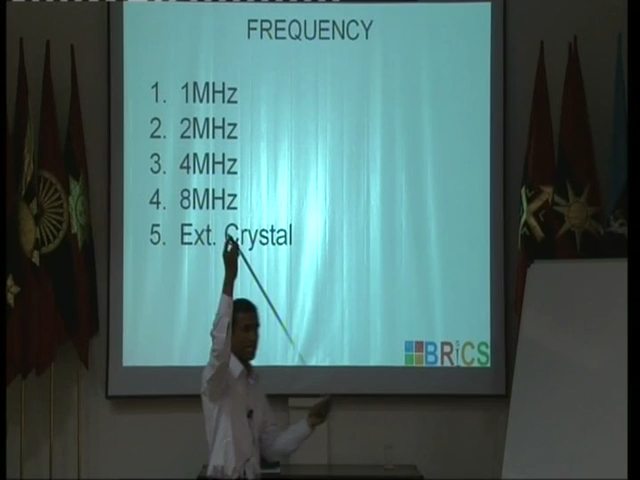 FREQUENCY
1. 1MHz
2. 2MHz
3. 4MHz
4. 8MHz
5. Ext. Crystal
BRiCS